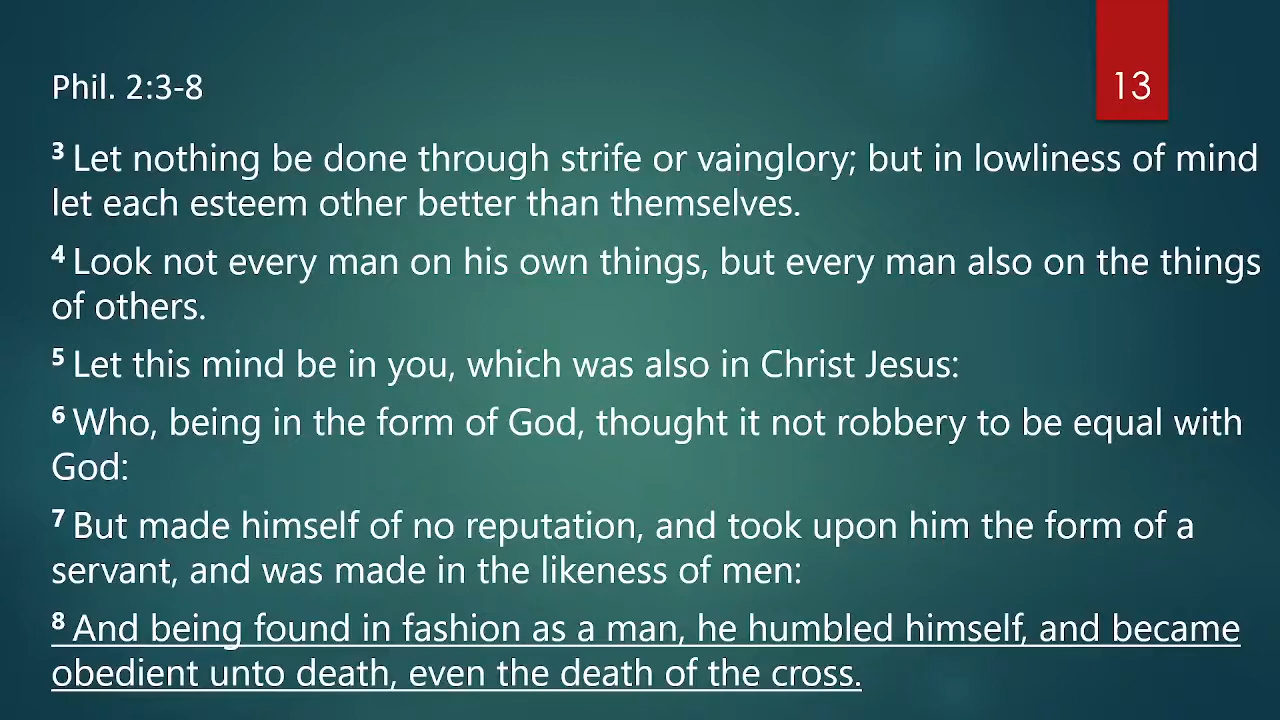 Phil. 2:3-8
13
3 Let nothing be done through strife or vainglory; but in lowliness of mind
let each esteem other better than themselves.
4 Look not every man on his own things, but every man also on the things
of others.
5 Let this mind be in you, which was also in Christ Jesus:
6 Who, being in the form of God, thought it not robbery to be equal with
God:
7 But made himself of no reputation, and took upon him the form of a
servant, and was made in the likeness of men:
8 And being found in fashion as a man, he humbled himself, and became
obedient unto death, even the death of the cross.